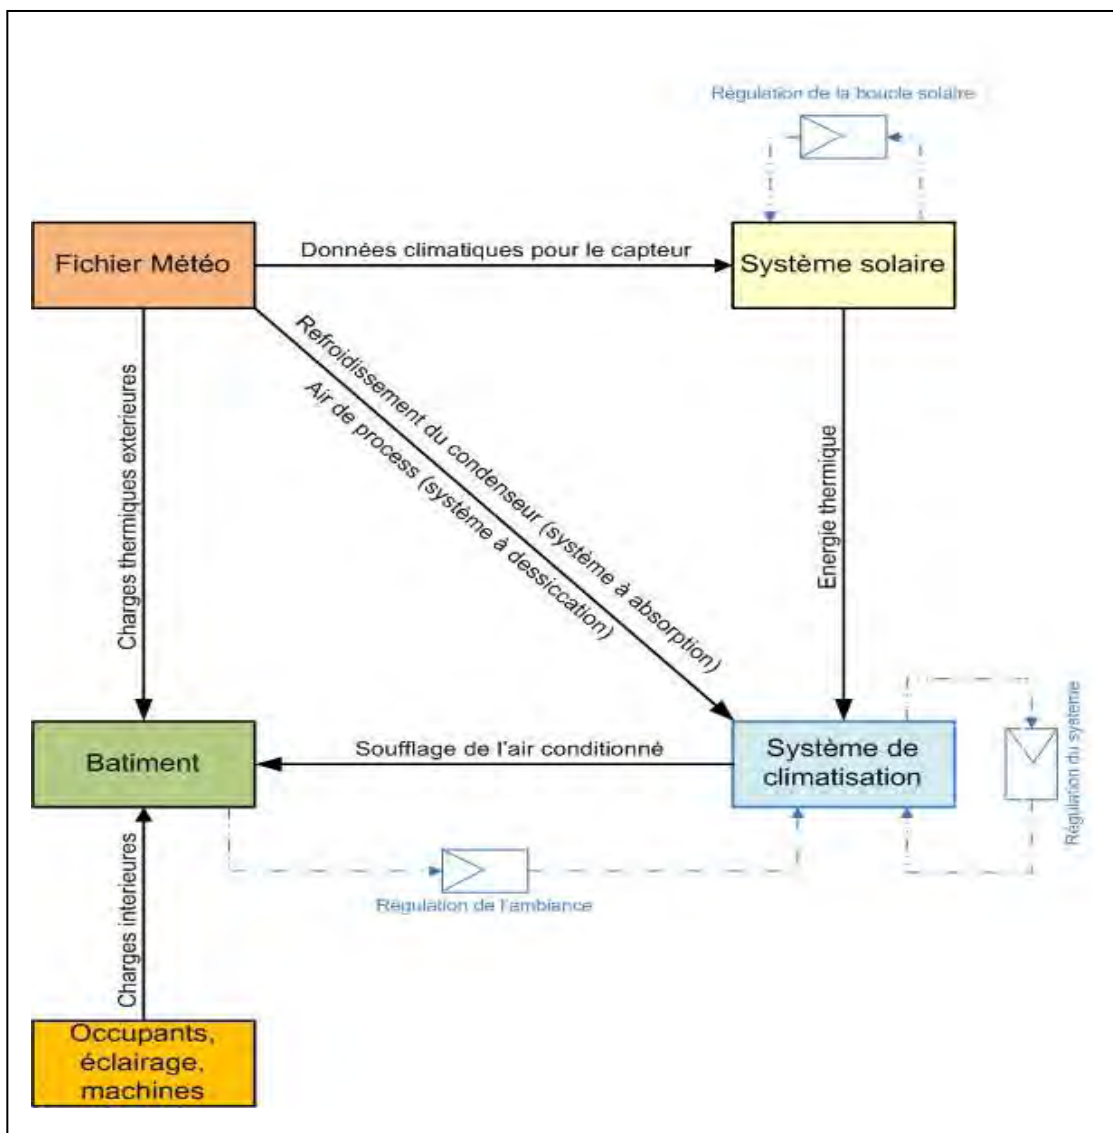 Régulation de la boucle solaire
Fichier Météo
Données climatiques pour le capteur
Système solaire
Charges thermiques exterieures
Refroidissement du condenseur (système à absorption)
Air de process (système à dessiccation)
Energie thermique
Batiment
Soufflage de l'air conditionné
Système de
climatisation
Régulation du système
Régulation de l'ambiance
Charges interieures
Occupants,
éclairage,
machines